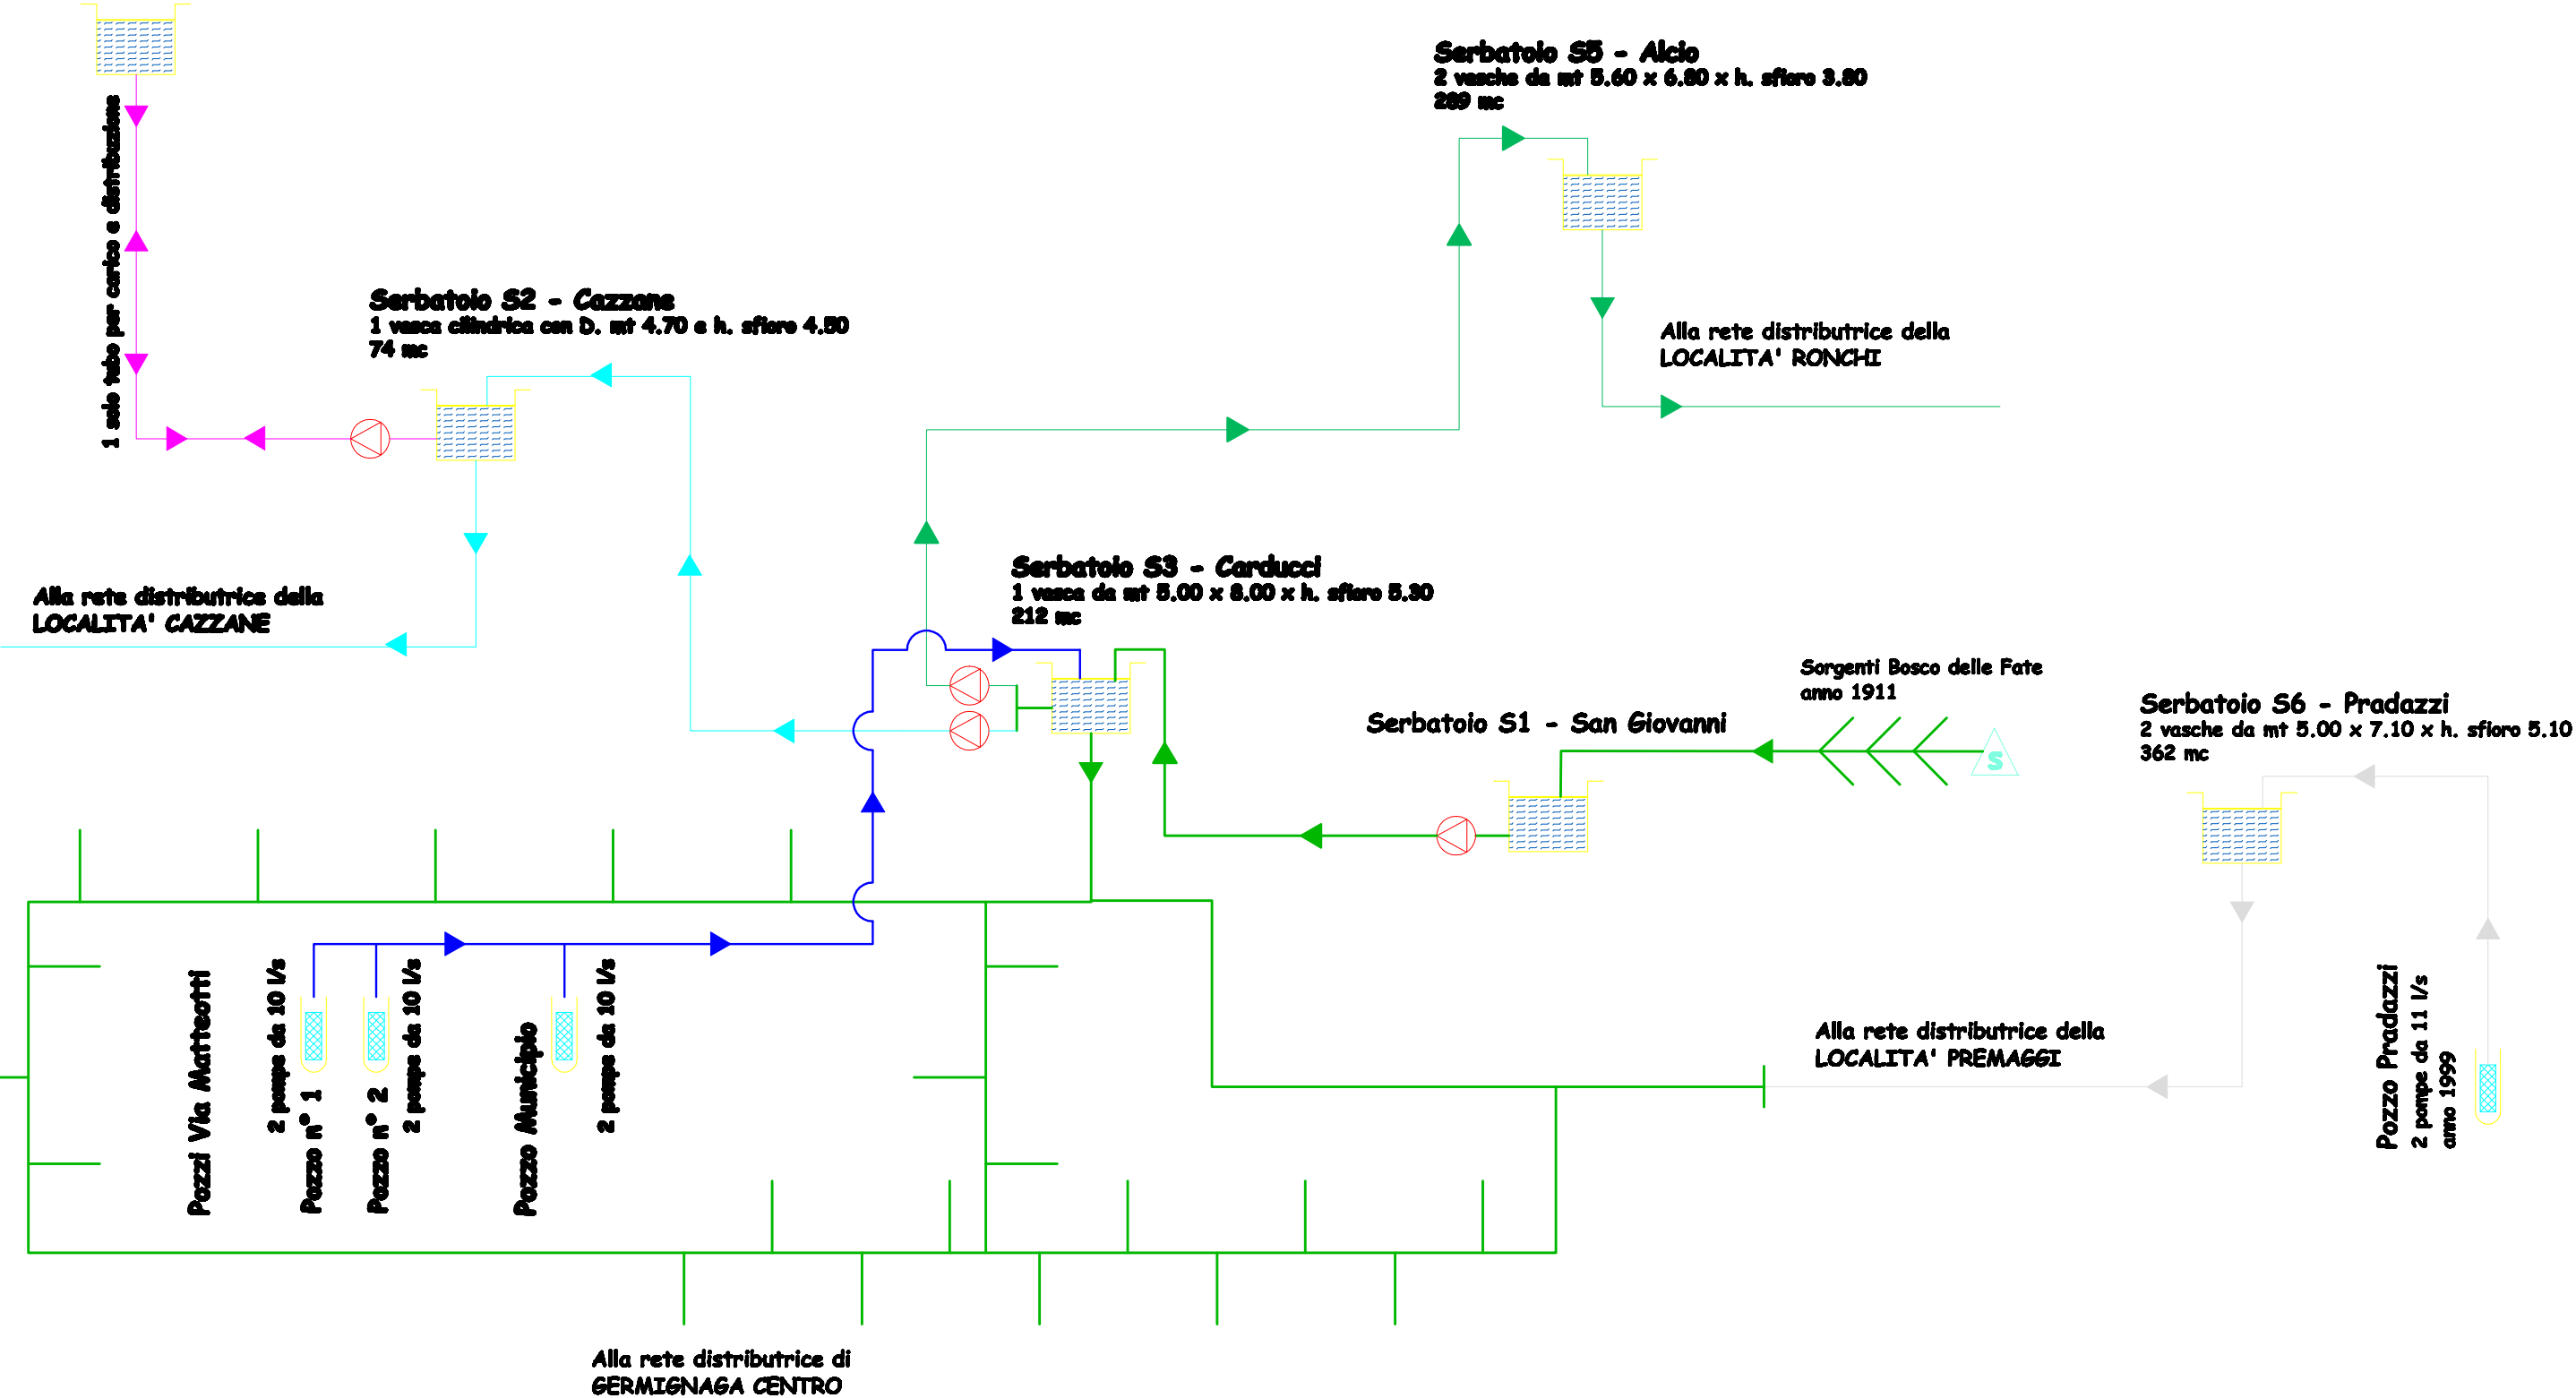 1 solo tubo per carico e distribuzione
Serbatoio S5 - Alcio
2 vasche da mt 5.60 x 6.80 x h. sfioro 3.80
289 mc
Serbatoio S2 - Cazzane
1 vasca cilindrica con D. mt 4.70 e h. sfioro 4.50
74 mc
Alla rete distributrice della
LOCALITA' RONCHI
Serbatoio S3 - Carducci
1 vasca da mt 5.00 x 8.00 x h. sfioro 5.30
212 mc
Alla rete distributrice della
LOCALITA' CAZZANE
Sorgenti Bosco delle Fate
anno 1911
S
Serbatoio S1 - San Giovanni
Serbatoio S6 - Pradazzi
2 vasche da mt 5.00 x 7.10 x h. sfioro 5.10
362 mc
Pozzi Via Matteotti
2 pompe da 10 l/s
Pozzo n° 1
Pozzo n° 2
2 pompe da 10 l/s
Pozzo Municipio
2 pompe da 10 l/s
Alla rete distributrice della
LOCALITA' PREMAGGI
Pozzo Pradazzi
2 pompe da 11 l/s
anno 1999
Alla rete distributrice di
GERMIGNAGA CENTRO